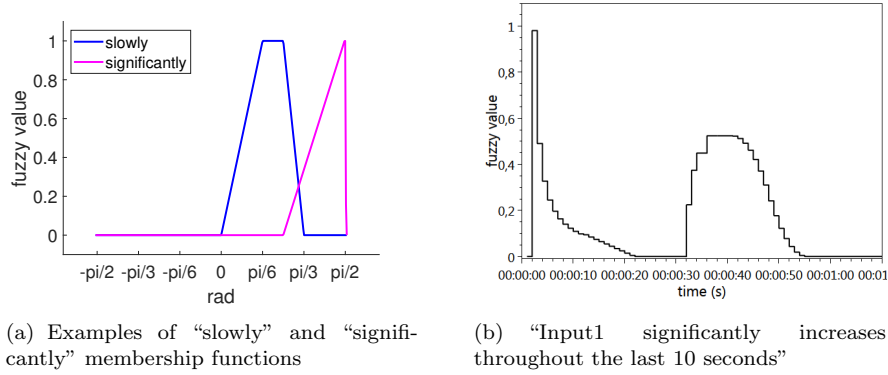 slowly
significantly
1
0.8
0.6
0.4
0.2
0
fuzzy value
-pi/2 -pi/3 -pi/6 0 pi/6 pi/3 pi/2
rad
(a) Examples of “slowly” and “signifi-
cantly” membership functions
1
0,8
0,6
0,4
0,2
0
fuzzy value
00:00:00 00:00:10 00:00:20 00:00:30 00:00:40 00:00:50 00:01:00 00:01
time (s)
(b) “Input1 significantly increases
throughout the last 10 seconds”